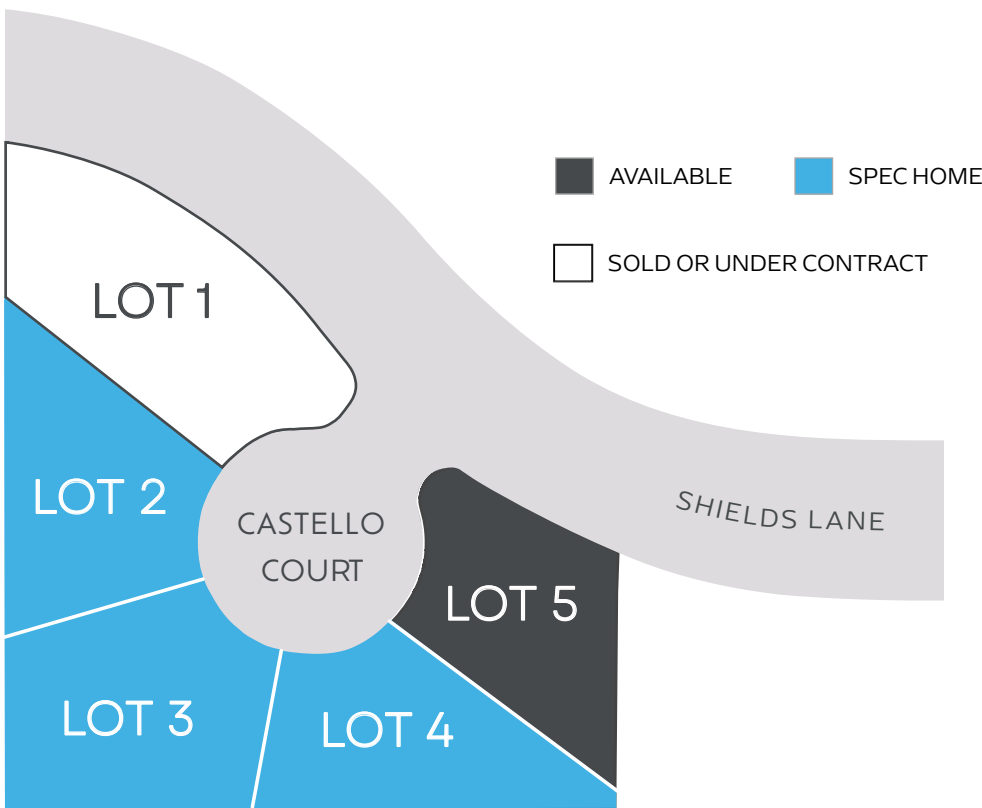 AVAILABLE
SPEC HOME
SOLD OR UNDER CONTRACT
LOT 1
LOT 2
CASTELLO
COURT
SHIELDS LANE
LOT 5
LOT 3
LOT 4